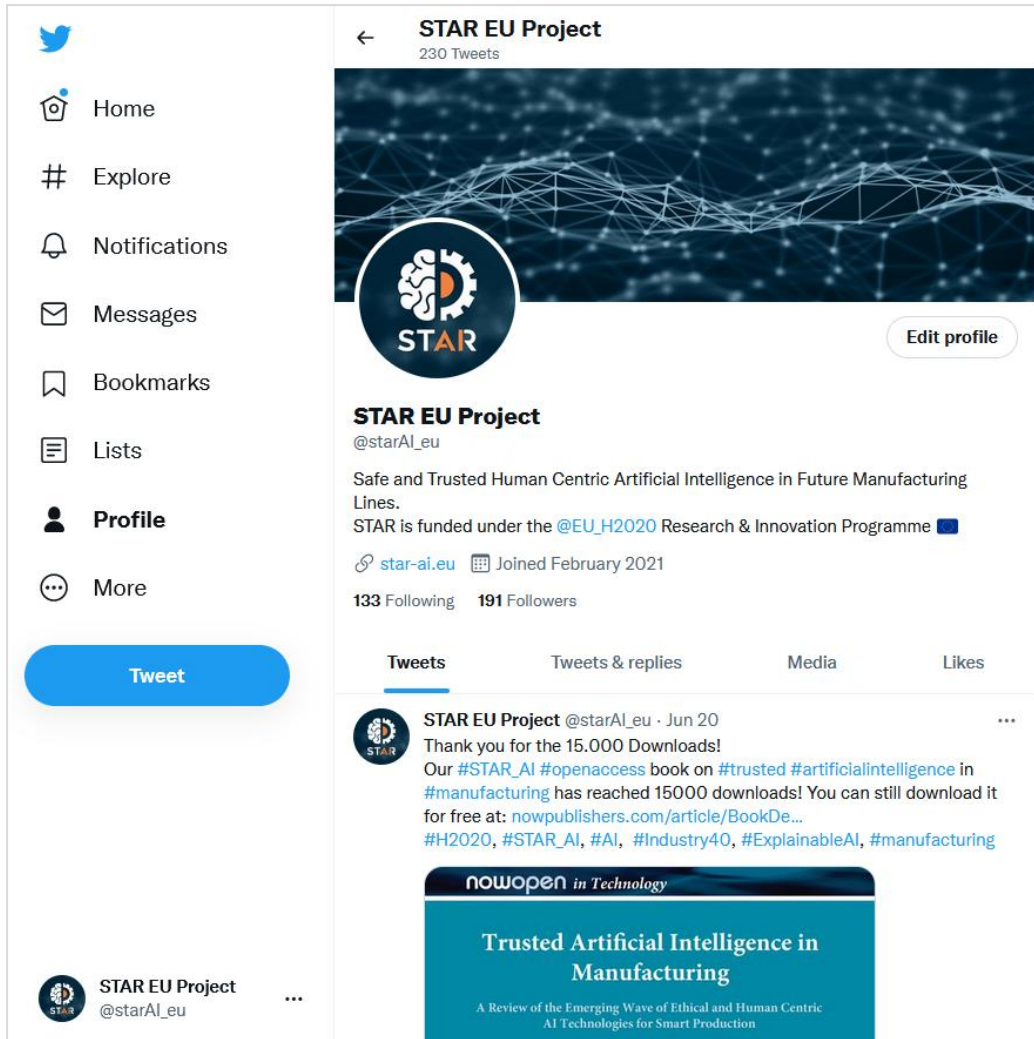 STAR EU Project
230 Tweets
Home
Explore
Notifications
Messages
Bookmarks
Lists
Profile
More
Tweet
STAR EU Project
@starAI_eu
STAR
Edit profile
STAR EU Project
@starAI_eu
Safe and Trusted Human Centric Artificial Intelligence in Future Manufacturing
Lines.
STAR is funded under the @EU_H2020 Research & Innovation Programme
star-ai.eu Joined February 2021
133 Following 191 Followers
Tweets Tweets & replies Media Likes
STAR
STAR EU Project @starAI_eu · Jun 20
Thank you for the 15.000 Downloads!
Our #STAR_AI #openaccess book on #trusted #artificialintelligence in
#manufacturing has reached 15000 downloads! You can still download it
for free at: nowpublishers.com/article/BookDe...
#H2020, #STAR_AI, #AI, #Industry40, #ExplainableAI, #manufacturing
nowopen in Technology
Trusted Artificial Intelligence in
Manufacturing
A Review of the Emerging Wave of Ethical and Human Centric
AI Technologies for Smart Production
STAR